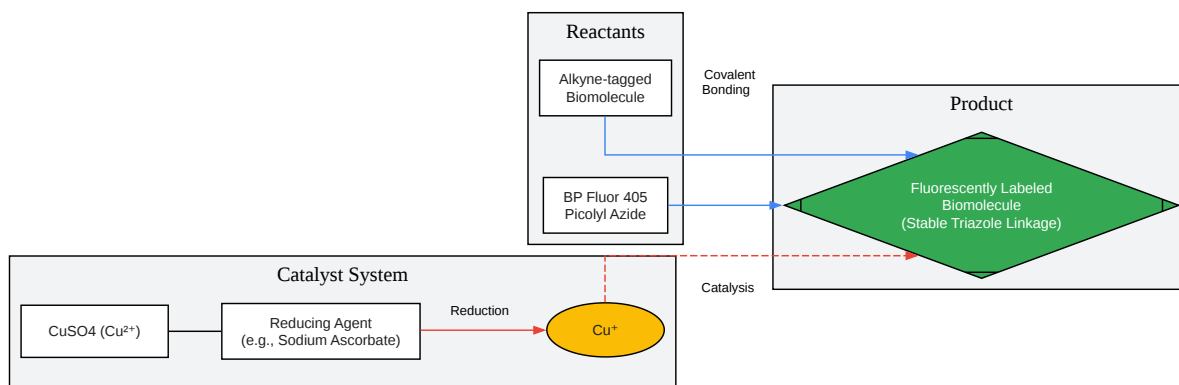 Reactants
Alkyne-tagged
Biomolecule
BP Fluor 405
Picolyl Azide
Covalent
Bonding
Product
Fluorescently Labeled
Biomolecule
(Stable Triazole Linkage)
Catalyst System
CuSO4 (Cu²⁺)
Reducing Agent
(e.g., Sodium Ascorbate)
Reduction
Cu⁺
Catalysis